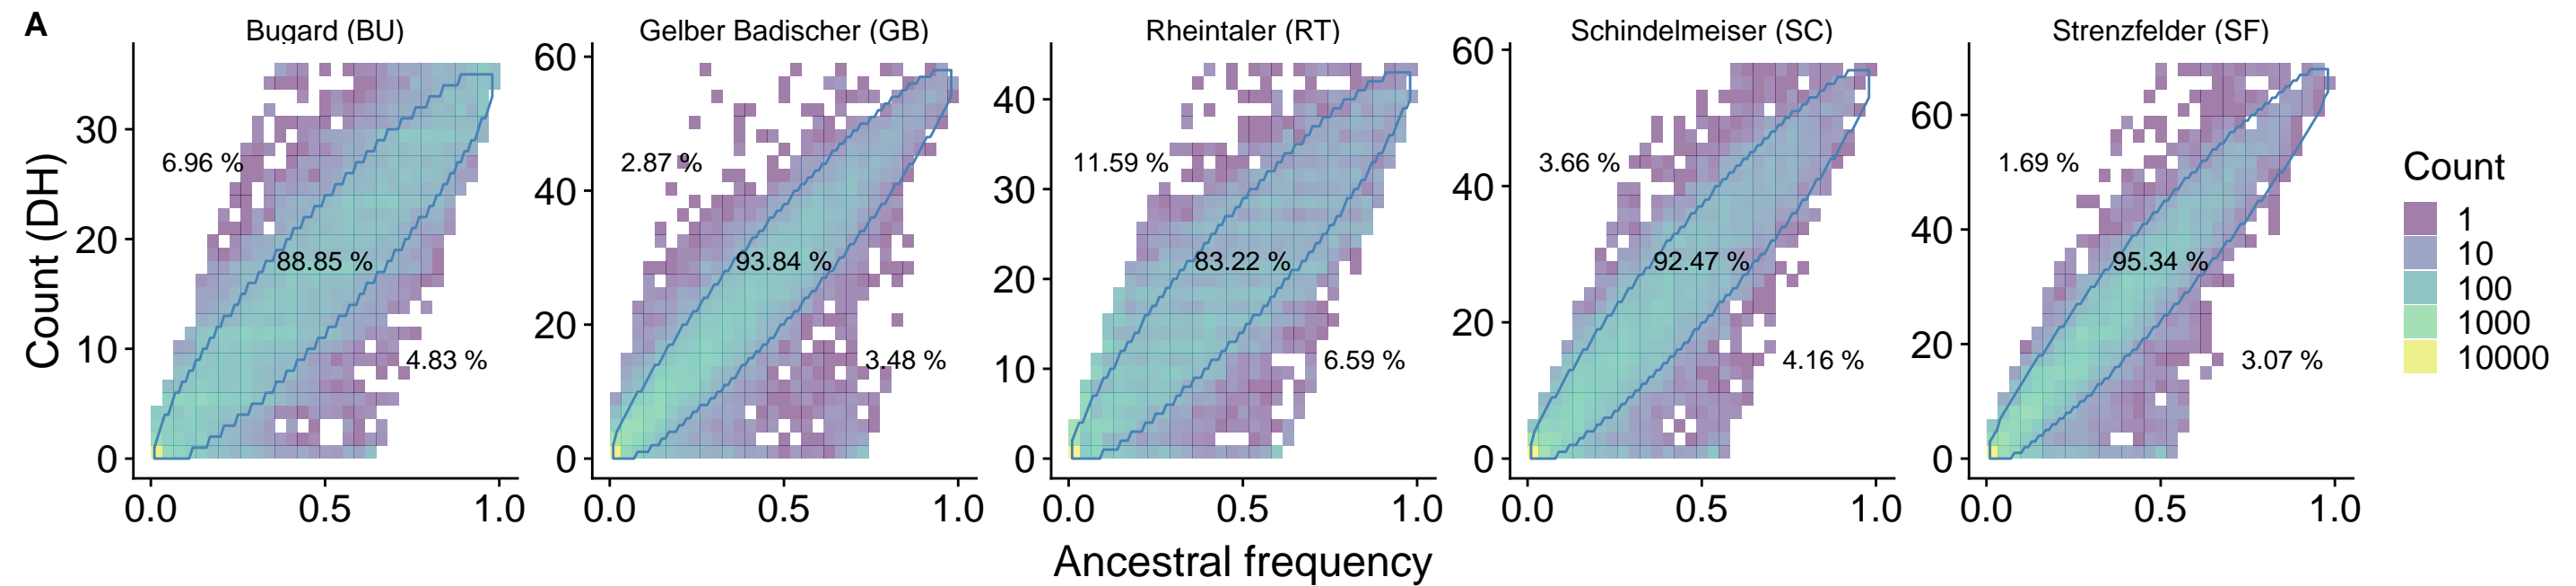 A
Bugard (BU)
Gelber Badischer (GB)
Rheintaler (RT)
Schindelmeiser (SC)
Strenzfelder (SF)
Count (DH)
30
20
10
0
6.96 %
88.85 %
4.83 %
0.0 0.5 1.0
60
40
20
0
2.87 %
93.84 %
3.48 %
0.0 0.5 1.0
40
30
20
10
0
11.59 %
83.22 %
6.59 %
0.0 0.5 1.0
60
40
20
0
3.66 %
92.47 %
4.16 %
0.0 0.5 1.0
60
40
20
0
1.69 %
95.34 %
3.07 %
0.0 0.5 1.0
Ancestral frequency
Count
1
10
100
1000
10000